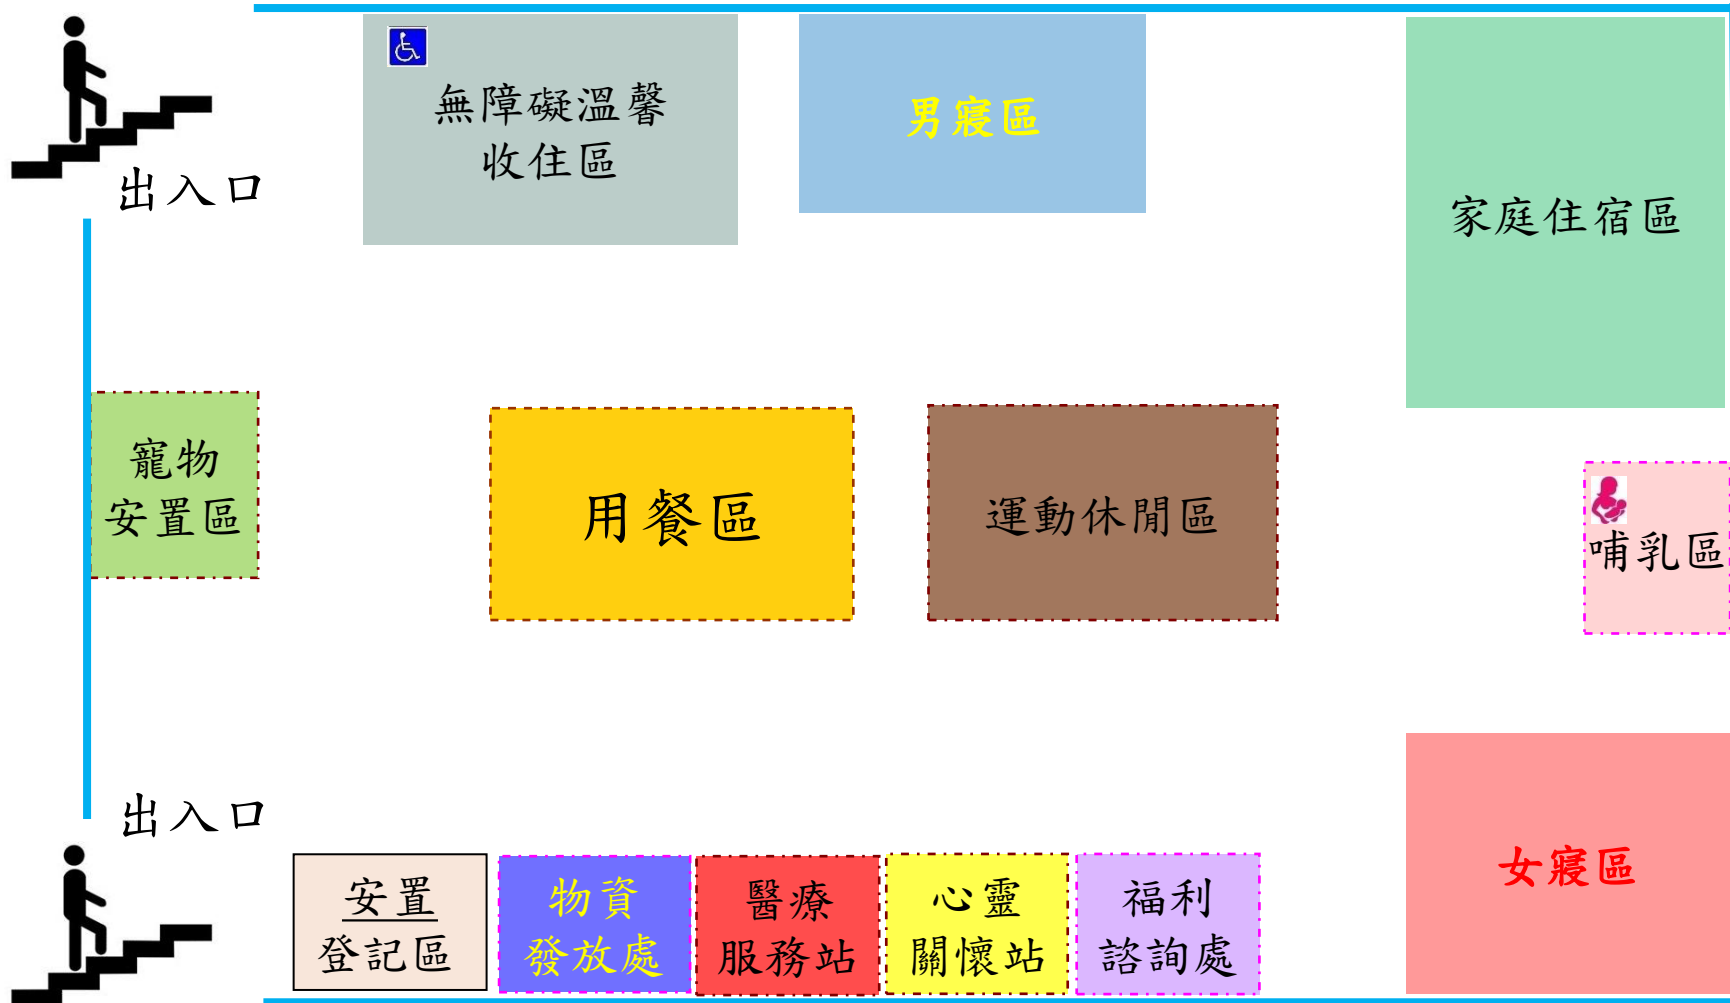 無障礙溫馨
收住區
男寢區
出入口
家庭住宿區
寵物
安置區
用餐區
運動休閒區
哺乳區
出入口
安置
登記區
物資
發放處
醫療
服務站
心靈
關懷站
福利
諮詢處
女寢區